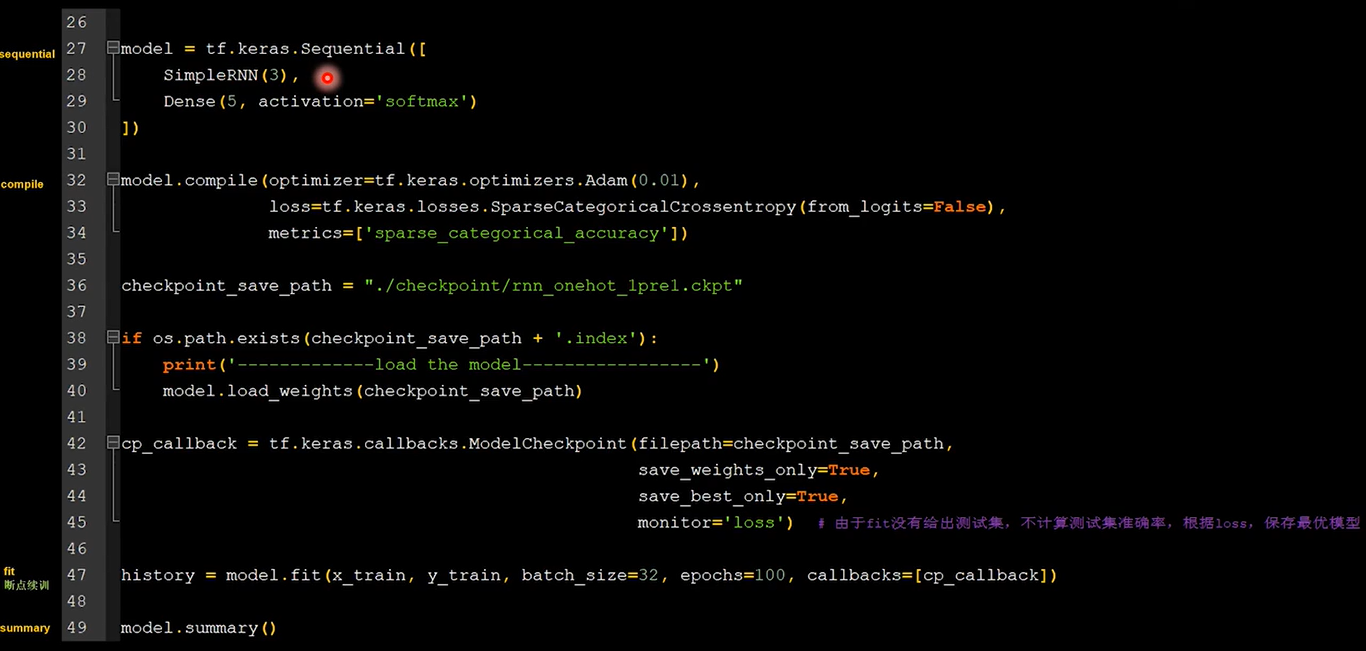 26
sequential 27 model = tf.keras.Sequential([
28 SimpleRNN(3),
29 Dense(5, activation='softmax')
30 ])
31
compile 32 model.compile(optimizer=tf.keras.optimizers.Adam(0.01),
33 loss=tf.keras.losses.SparseCategoricalCrossentropy(from_logits=False),
34 metrics=['sparse_categorical_accuracy'])
35
36 checkpoint_save_path = "./checkpoint/rnn_onehot_1pre1.ckpt"
37
38 if os.path.exists(checkpoint_save_path + '.index'):
39 print('-------------load the model-----------------')
40 model.load_weights(checkpoint_save_path)
41
42 cp_callback = tf.keras.callbacks.ModelCheckpoint(filepath=checkpoint_save_path,
43 save_weights_only=True,
44 save_best_only=True,
45 monitor='loss') # 由于fit没有给出测试集，不计算测试集准确率，根据loss，保存最优模型
46
fit 47 history = model.fit(x_train, y_train, batch_size=32, epochs=100, callbacks=[cp_callback])
断点续训
48
summary 49 model.summary()